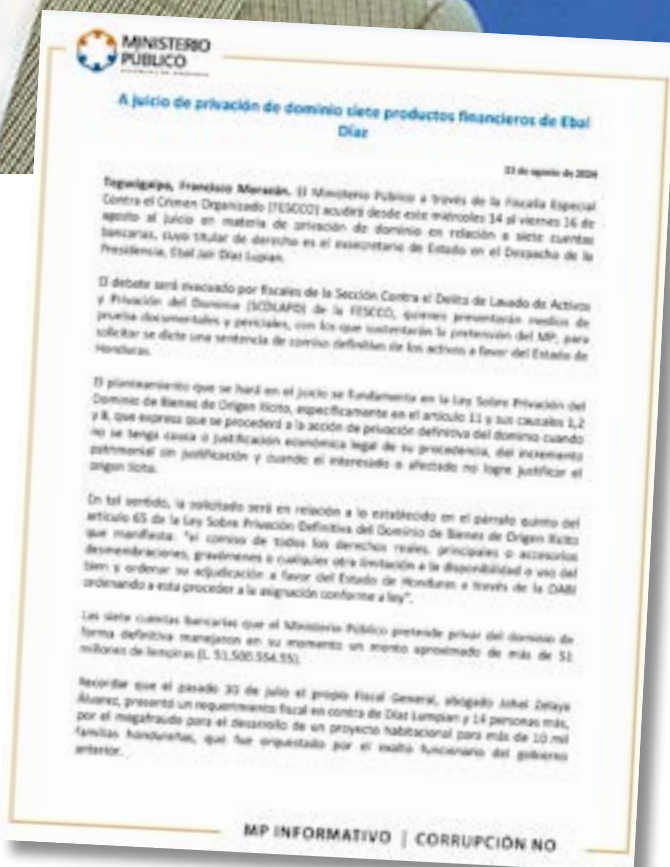 MINISTERIO
PÚBLICO
A juicio de privación de dominio siete productos financieros de Ebal
Díaz
13 de agosto de 2024
Tegucigalpa, Francisco Morazán. El Ministerio Público a través de la Fiscalía Especial
Contra el Crimen Organizado (FESCCO) acudirá desde este miércoles 14 al viernes 16 de
agosto al juicio en materia de privación de dominio en relación a siete cuentas
bancarias, cuyo titular de derecho es el exsecretario de Estado en el Despacho de la
Presidencia, Ebal Jair Díaz Lupian.
El debate será evacuado por fiscales de la Sección Contra el Delito de Lavado de Activos
y Privación del Dominio (SCDLAPD) de la FESCCO, quienes presentarán medios de
prueba documentales y periciales, con los que sustentarán la pretensión del MP, para
solicitar se dicte una sentencia de comiso definitivo de los activos a favor del Estado de
Honduras.
El planteamiento que se hará en el juicio se fundamenta en la Ley Sobre Privación del
Dominio de Bienes de Origen Ilícito, específicamente en el artículo 11 y sus causales 1,2
y 8, que expresa que se procederá a la acción de privación definitiva del dominio cuando
no se tenga causa o justificación económica legal de su procedencia, del incremento
patrimonial sin justificación y cuando el interesado o afectado no logre justificar el
origen lícito.
En tal sentido, la solicitado será en relación a lo establecido en el párrafo quinto del
artículo 65 de la Ley Sobre Privación Definitiva del Dominio de Bienes de Origen Ilícito
que manifiesta: "el comiso de todos los derechos reales, principales o accesorios
desmembraciones, gravámenes o cualquier otra limitación a la disponibilidad o uso del
bien y ordenar su adjudicación a favor del Estado de Honduras a través de la OABI
ordenando a esta proceder a la asignación conforme a ley".
Las siete cuentas bancarias que el Ministerio Público pretende privar del dominio de
forma definitiva manejaron en su momento un monto aproximado de más de 51
millones de lempiras (L. 51,500,554.55).
Recordar que el pasado 30 de julio el propio Fiscal General, abogado Johel Zelaya
Álvarez, presentó un requerimiento fiscal en contra de Díaz Lumpian y 14 personas más,
por el megafraude para el desarrollo de un proyecto habitacional para más de 10 mil
familias hondureñas, que fue orquestado por el exalto funcionario del gobierno
anterior.
MP INFORMATIVO | CORRUPCIÓN NO